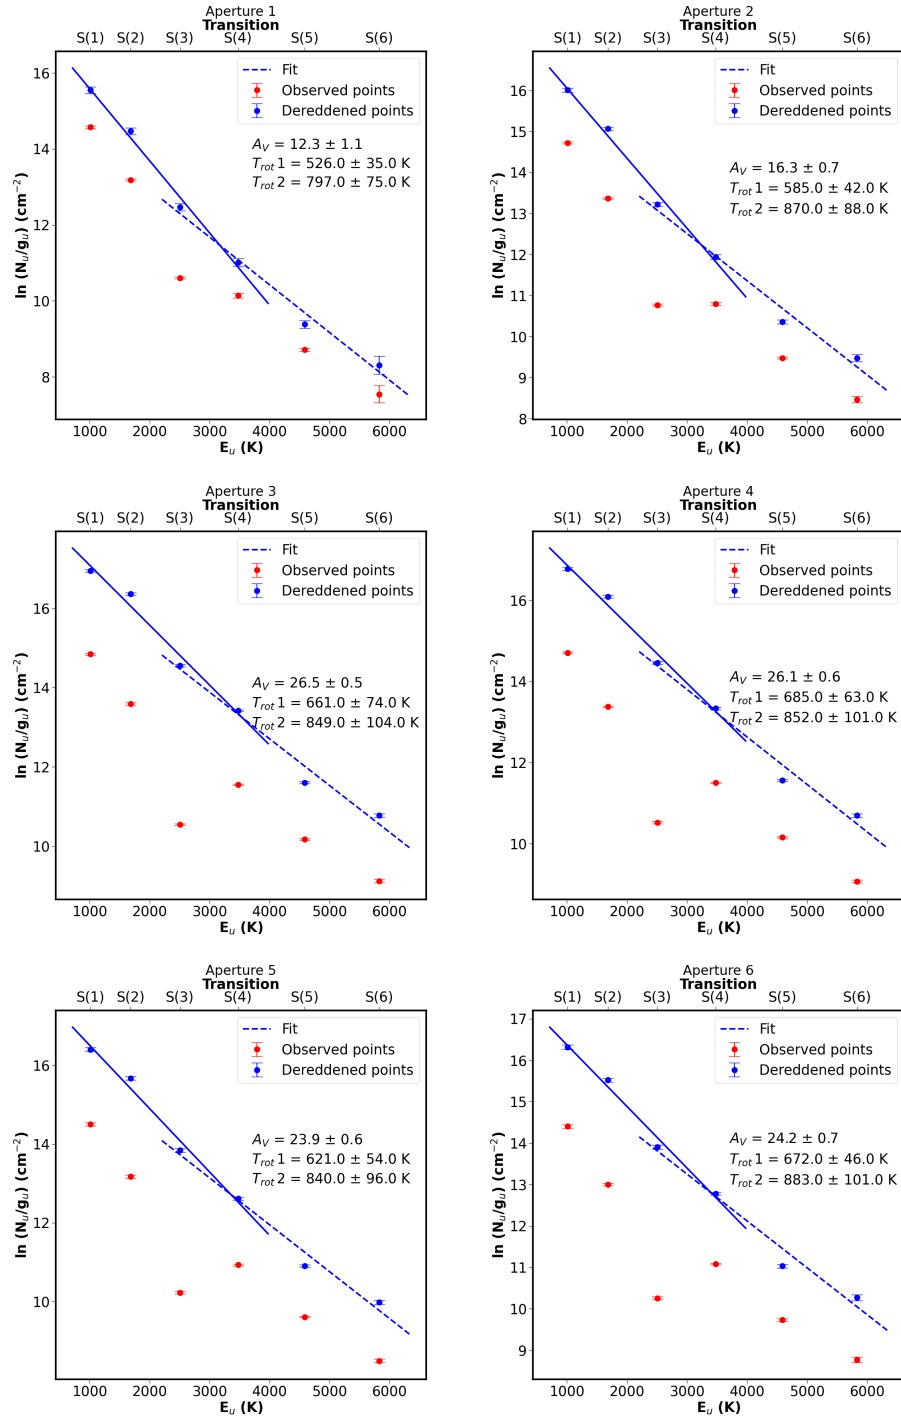 Aperture 1
Transition
S(1) S(2) S(3) S(4) S(5) S(6)
Fit
Observed points
Dereddened points
A_V = 12.3 ± 1.1
T_rot 1 = 526.0 ± 35.0 K
T_rot 2 = 797.0 ± 75.0 K
16
14
12
10
8
ln (N_u/g_u) (cm^−2)
1000 2000 3000 4000 5000 6000
E_u (K)
Aperture 2
Transition
S(1) S(2) S(3) S(4) S(5) S(6)
Fit
Observed points
Dereddened points
A_V = 16.3 ± 0.7
T_rot 1 = 585.0 ± 42.0 K
T_rot 2 = 870.0 ± 88.0 K
16
15
14
13
12
11
10
9
8
ln (N_u/g_u) (cm^−2)
1000 2000 3000 4000 5000 6000
E_u (K)
Aperture 3
Transition
S(1) S(2) S(3) S(4) S(5) S(6)
Fit
Observed points
Dereddened points
A_V = 26.5 ± 0.5
T_rot 1 = 661.0 ± 74.0 K
T_rot 2 = 849.0 ± 104.0 K
16
14
12
10
ln (N_u/g_u) (cm^−2)
1000 2000 3000 4000 5000 6000
E_u (K)
Aperture 4
Transition
S(1) S(2) S(3) S(4) S(5) S(6)
Fit
Observed points
Dereddened points
A_V = 26.1 ± 0.6
T_rot 1 = 685.0 ± 63.0 K
T_rot 2 = 852.0 ± 101.0 K
16
14
12
10
ln (N_u/g_u) (cm^−2)
1000 2000 3000 4000 5000 6000
E_u (K)
Aperture 5
Transition
S(1) S(2) S(3) S(4) S(5) S(6)
Fit
Observed points
Dereddened points
A_V = 23.9 ± 0.6
T_rot 1 = 621.0 ± 54.0 K
T_rot 2 = 840.0 ± 96.0 K
16
14
12
10
ln (N_u/g_u) (cm^−2)
1000 2000 3000 4000 5000 6000
E_u (K)
Aperture 6
Transition
S(1) S(2) S(3) S(4) S(5) S(6)
Fit
Observed points
Dereddened points
A_V = 24.2 ± 0.7
T_rot 1 = 672.0 ± 46.0 K
T_rot 2 = 883.0 ± 101.0 K
17
16
15
14
13
12
11
10
9
ln (N_u/g_u) (cm^−2)
1000 2000 3000 4000 5000 6000
E_u (K)